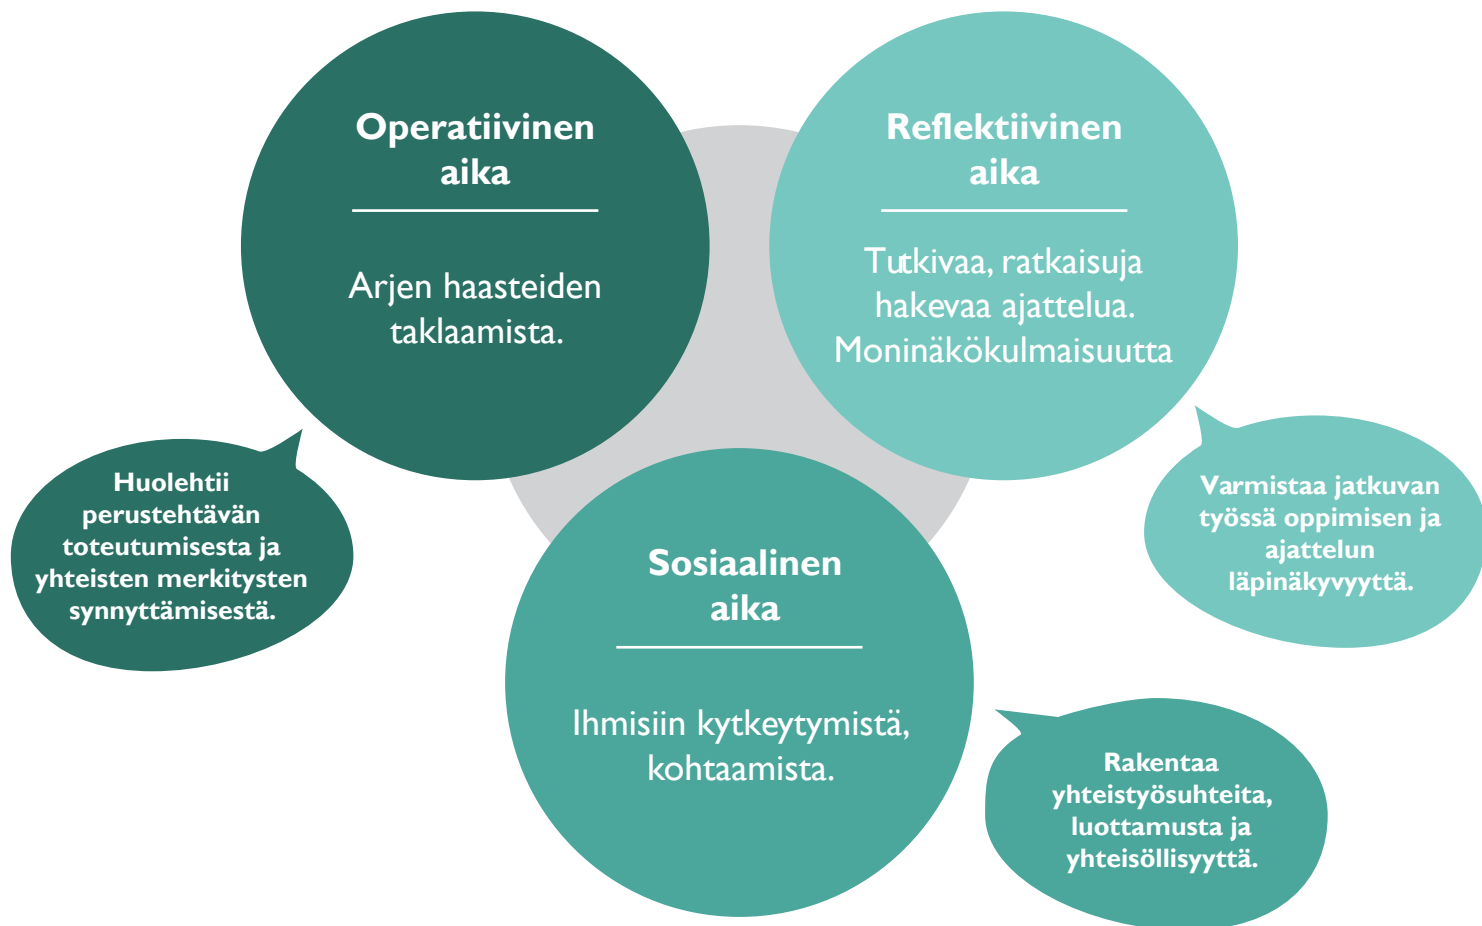 Operatiivinen
aika
Arjen haasteiden
taklaamista.
Reflektiivinen
aika
Tutkivaa, ratkaisuja
hakevaa ajattelua.
Moninäkökulmaisuutta
Huolehtii
perustehtävän
toteutumisesta ja
yhteisten merkitysten
synnyttämisestä.
Varmistaa jatkuvan
työssä oppimisen ja
ajattelun
läpinäkyvyyttä.
Sosiaalinen
aika
Ihmisiin kytkeytymistä,
kohtaamista.
Rakentaa
yhteistyösuhteita,
luottamusta ja
yhteisöllisyyttä.